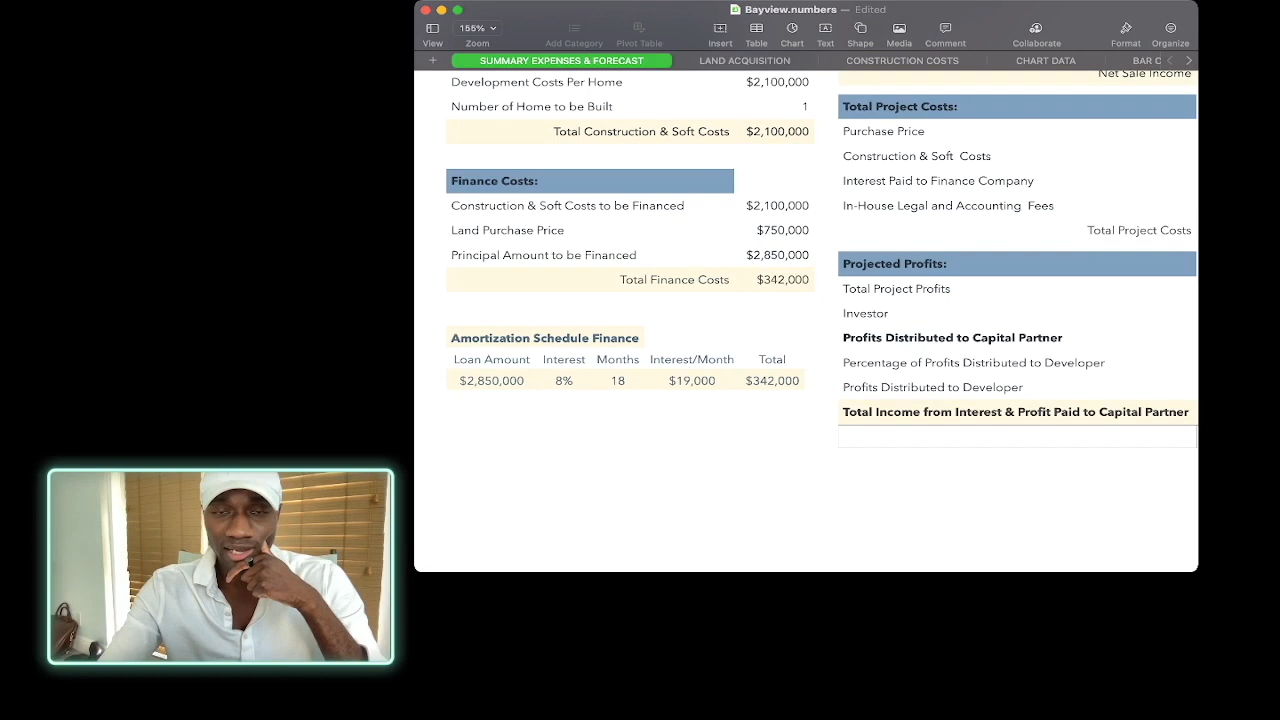 Bayview.numbers — Edited
155%
View
Zoom
Add Category
Pivot Table
Insert
Table
Chart
Text
Shape
Media
Comment
Collaborate
Format
Organize
+
SUMMARY EXPENSES & FORECAST
LAND ACQUISITION
CONSTRUCTION COSTS
CHART DATA
BAR C
Development Costs Per Home $2,100,000
Number of Home to be Built 1
Total Construction & Soft Costs $2,100,000
Finance Costs:
Construction & Soft Costs to be Financed $2,100,000
Land Purchase Price $750,000
Principal Amount to be Financed $2,850,000
Total Finance Costs $342,000
Amortization Schedule Finance
Loan Amount Interest Months Interest/Month Total
$2,850,000 8% 18 $19,000 $342,000
Net Sale Income
Total Project Costs:
Purchase Price
Construction & Soft Costs
Interest Paid to Finance Company
In-House Legal and Accounting Fees
Total Project Costs
Projected Profits:
Total Project Profits
Investor
Profits Distributed to Capital Partner
Percentage of Profits Distributed to Developer
Profits Distributed to Developer
Total Income from Interest & Profit Paid to Capital Partner